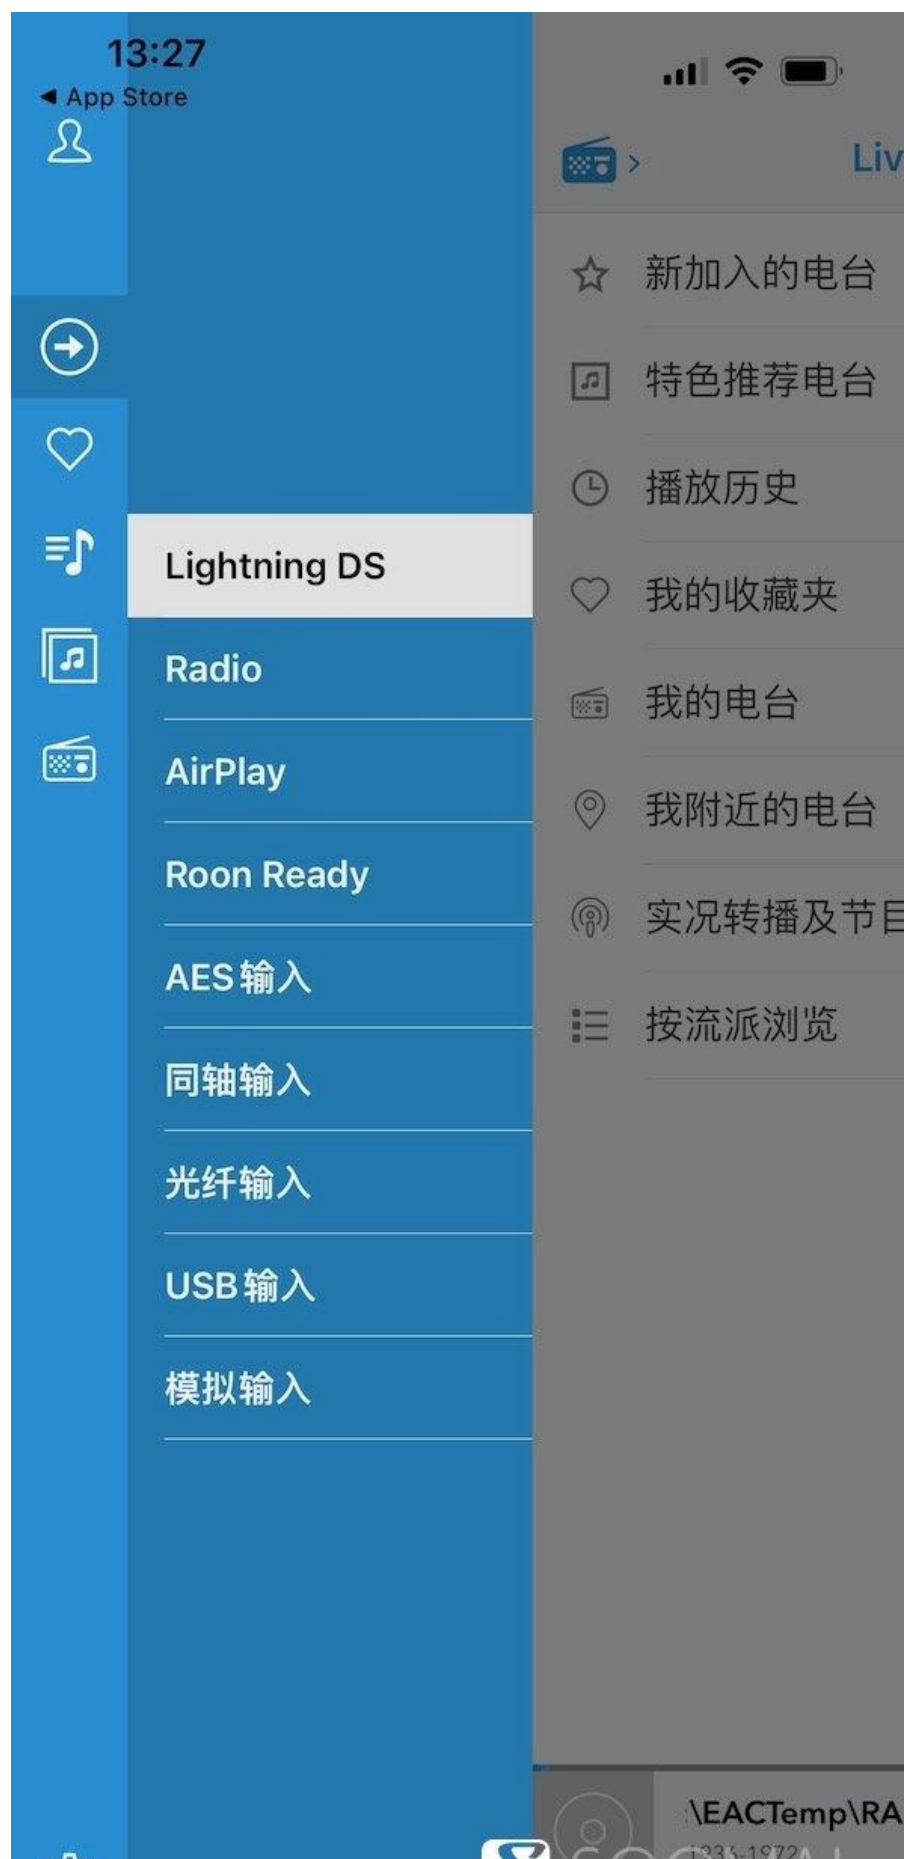 13:27
◀ App Store
Liv
新加入的电台
特色推荐电台
播放历史
我的收藏夹
我的电台
我附近的电台
实况转播及节目
按流派浏览
Lightning DS
Radio
AirPlay
Roon Ready
AES输入
同轴输入
光纤输入
USB输入
模拟输入
:\EACTemp\RA
1936-1972